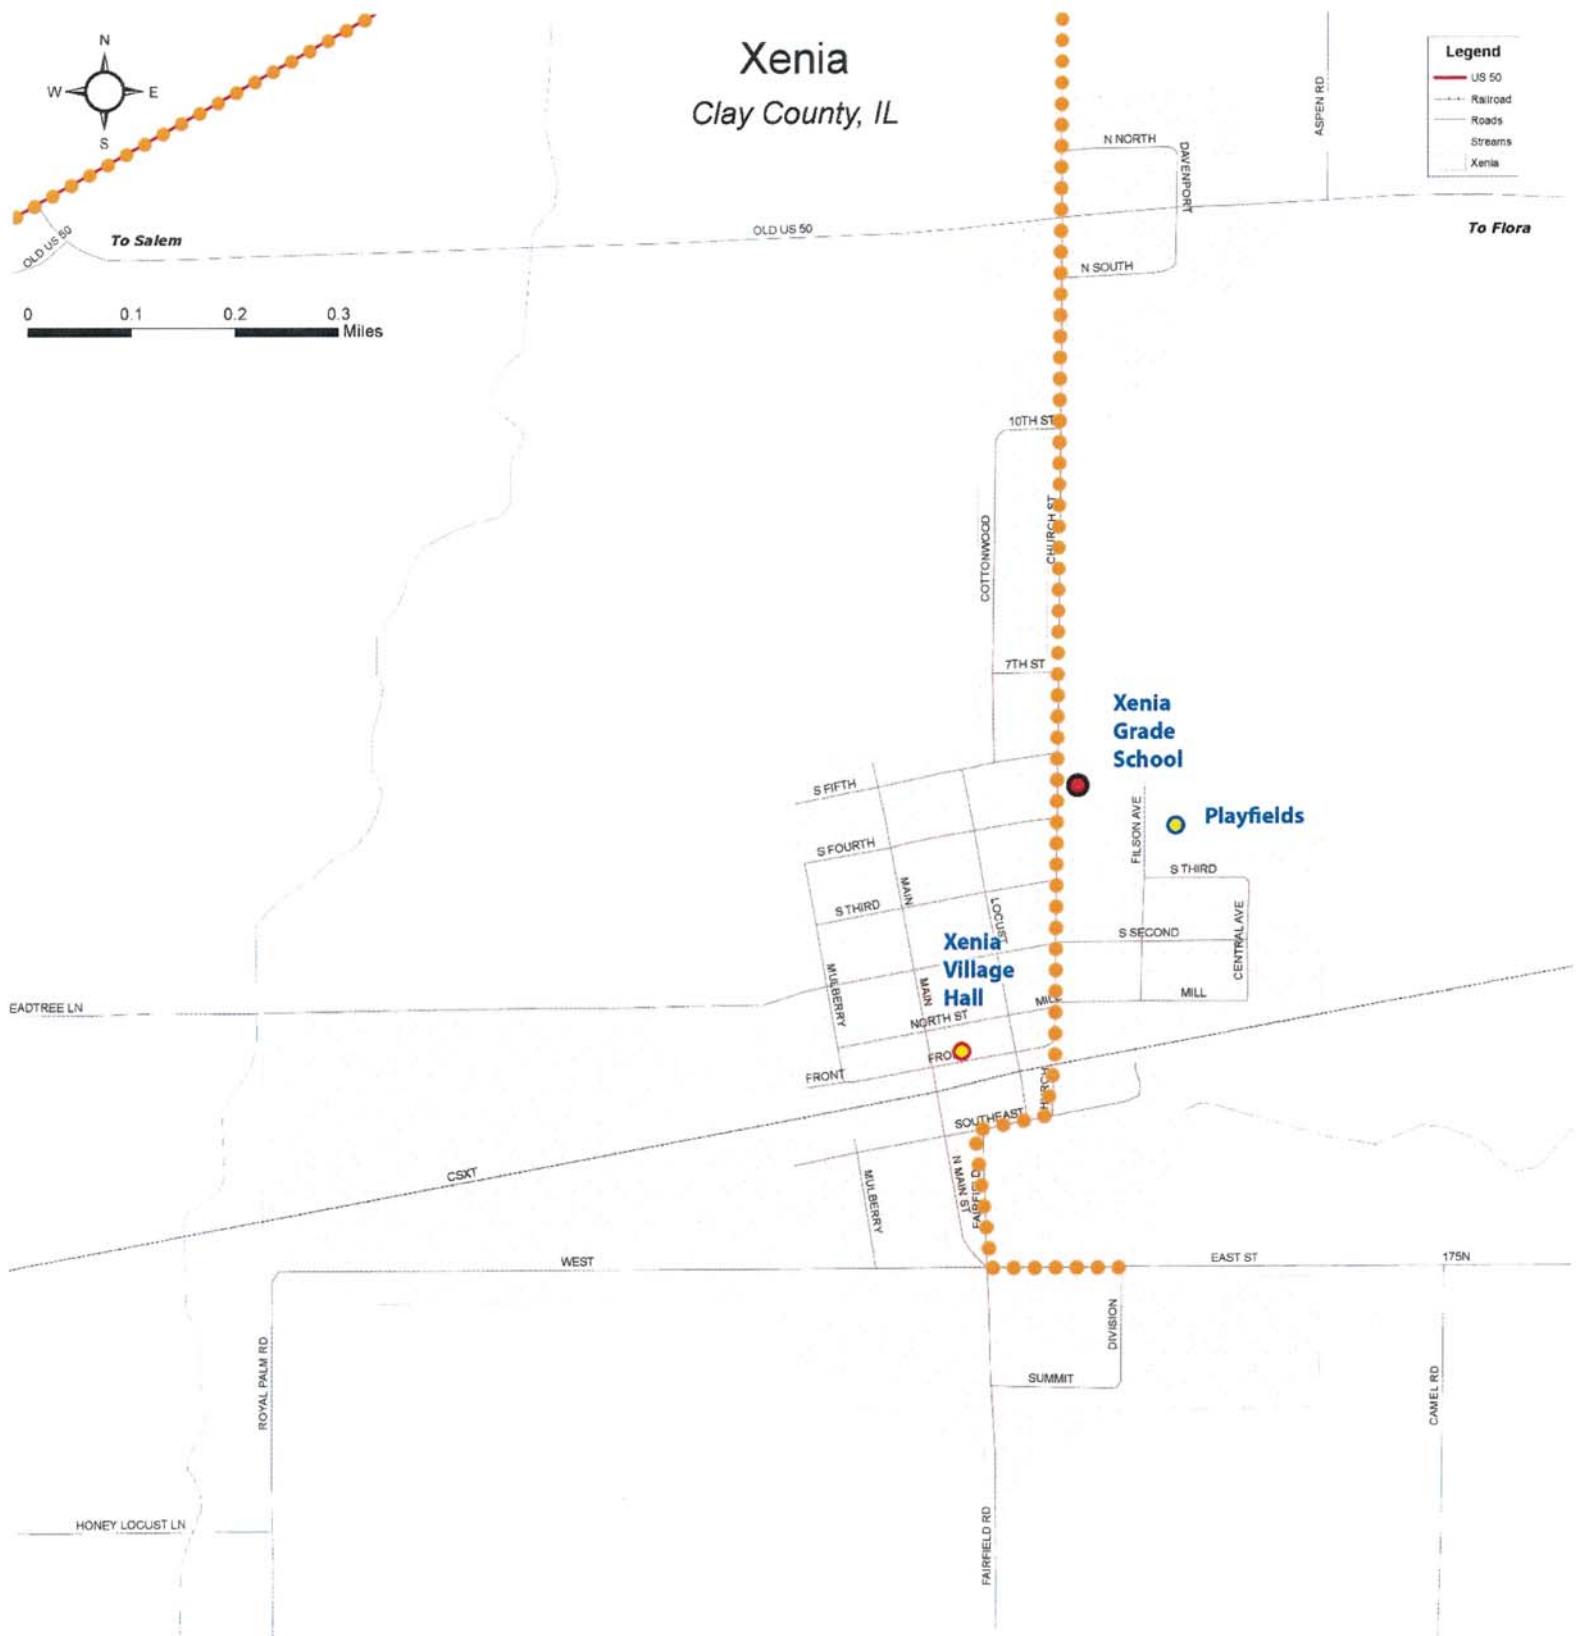 Xenia
Clay County, IL
N
W
E
S
Legend
US 50
Railroad
Roads
Streams
Xenia
ASPEN RD
N NORTH
DAVENPORT
OLD US 50
To Salem
OLD US 50
To Flora
N SOUTH
0 0.1 0.2 0.3
Miles
10TH ST
COTTONWOOD
CHURCH ST
7TH ST
Xenia
Grade
School
S FIFTH
FILSON AVE
Playfields
S FOURTH
S THIRD
MAIN
S THIRD
LOCUST
S SECOND
CENTRAL AVE
Xenia
Village
Hall
MULBERRY
MAIN
MILL
MILL
EADTREE LN
NORTH ST
FRO
FRONT
HURCH
SOUTHEAST
CSXT
MULBERRY
N MAIN ST
FAIRFIELD
WEST
EAST ST
175N
DIVISION
ROYAL PALM RD
SUMMIT
CAMEL RD
HONEY LOCUST LN
FAIRFIELD RD